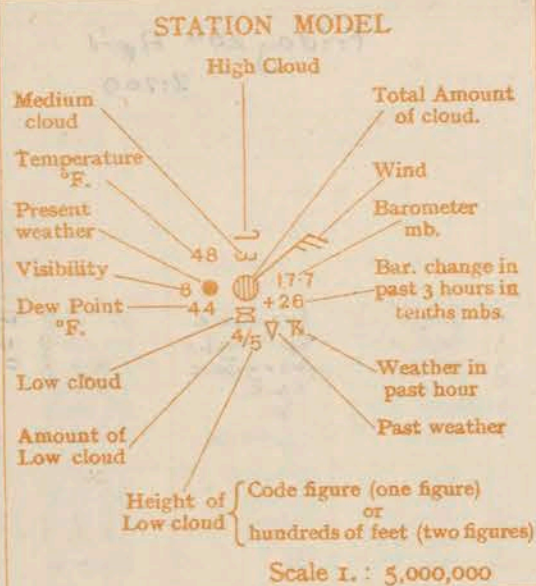 STATION MODEL
High Cloud
Medium
cloud
Total Amount
of cloud.
Temperature
°F.
Wind
Present
weather
Barometer
mb.
48
Visibility
6
17·7
Bar. change in
past 3 hours in
tenths mbs.
Dew Point
°F.
44
+26
4/5
Low cloud
Weather in
past hour
Amount of
Low cloud
Past weather
Height of
Low cloud
Code figure (one figure)
or
hundreds of feet (two figures)
Scale 1. : 5,000,000